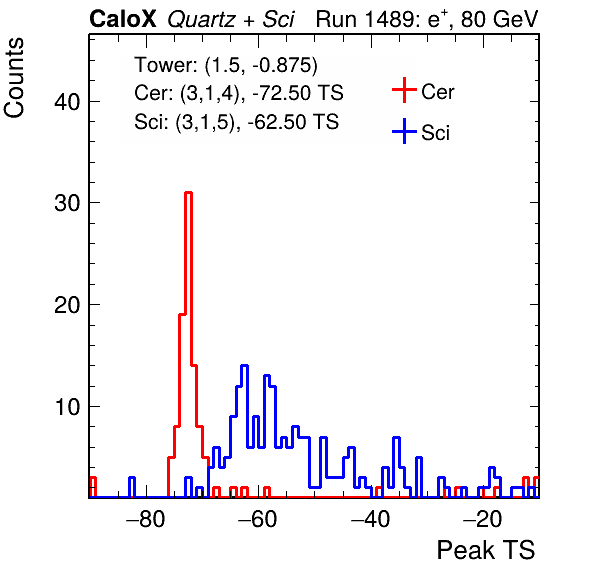 CaloX Quartz + Sci Run 1489: e+, 80 GeV
Counts
Tower: (1.5, -0.875)
Cer: (3,1,4), -72.50 TS
Sci: (3,1,5), -62.50 TS
Cer
Sci
40
30
20
10
−80 −60 −40 −20
Peak TS